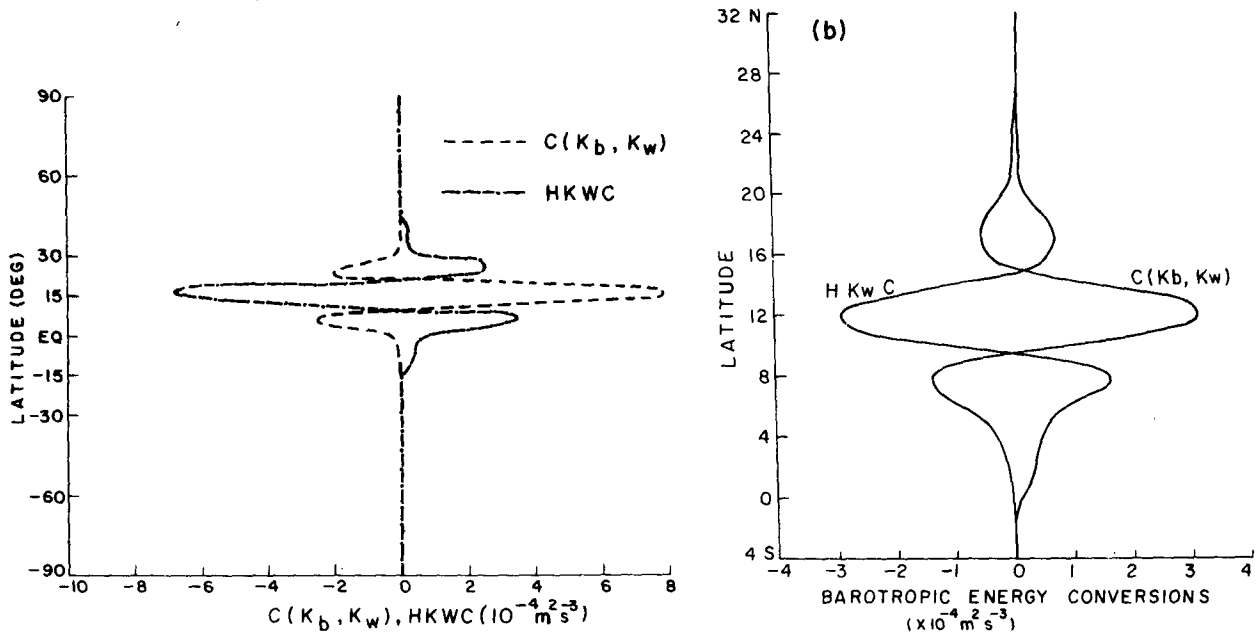 90
60
30
15
EQ
-15
-30
-60
-90
LATITUDE (DEG)
C(K_b, K_w)
HKWC
-10 -8 -6 -4 -2 0 2 4 6 8
C(K_b, K_w), HKWC (10^-4 m^2 s^-3)
(b)
32 N
28
24
20
16
12
8
4
0
4 S
LATITUDE
HKwC
C(Kb, Kw)
-4 -3 -2 -1 0 1 2 3 4
BAROTROPIC ENERGY CONVERSIONS
(×10^-4 m^2 s^-3)